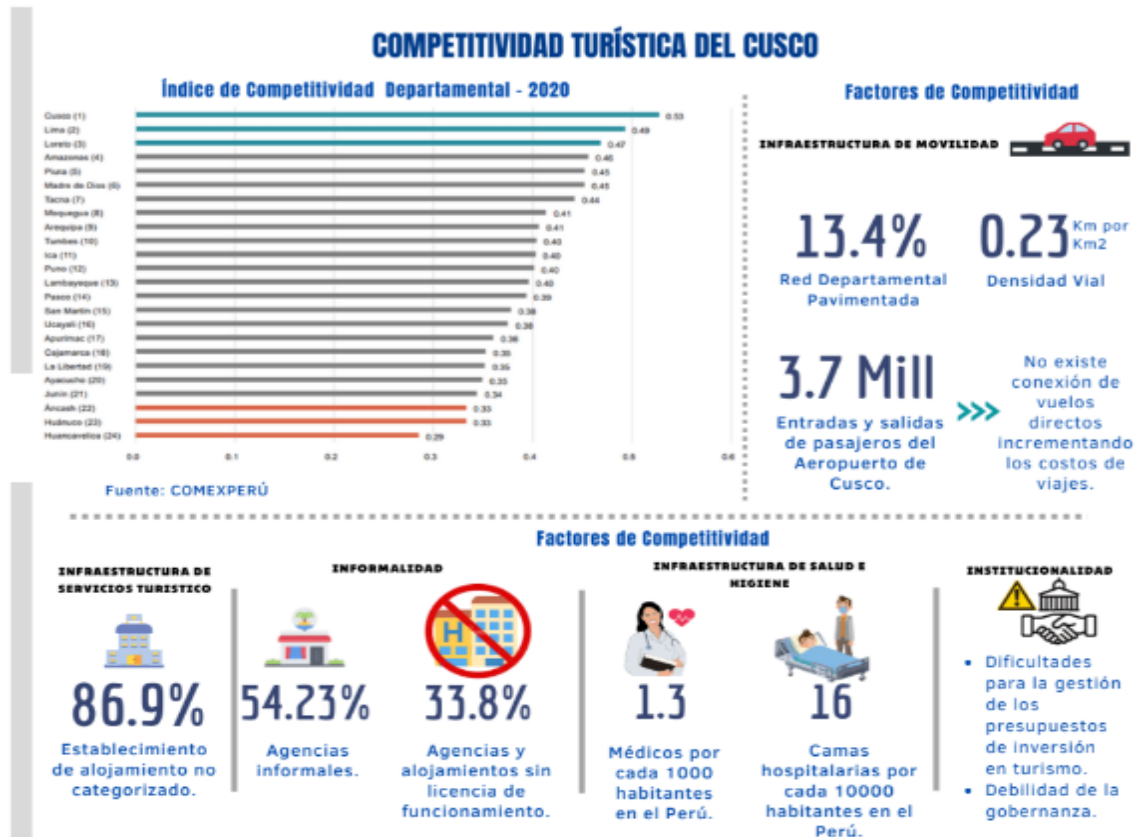 COMPETITIVIDAD TURÍSTICA DEL CUSCO
Índice de Competitividad Departamental - 2020
Cusco (1) 0.53
Lima (2) 0.49
Loreto (3) 0.47
Amazonas (4) 0.46
Piura (5) 0.45
Madre de Dios (6) 0.45
Tacna (7) 0.44
Moquegua (8) 0.41
Arequipa (9) 0.41
Tumbes (10) 0.40
Ica (11) 0.40
Puno (12) 0.40
Lambayeque (13) 0.40
Pasco (14) 0.39
San Martín (15) 0.38
Ucayali (16) 0.38
Apurímac (17) 0.36
Cajamarca (18) 0.35
La Libertad (19) 0.35
Ayacucho (20) 0.35
Junín (21) 0.34
Áncash (22) 0.33
Huánuco (23) 0.33
Huancavelica (24) 0.29
0.0 0.1 0.2 0.3 0.4 0.5 0.6
Fuente: COMEXPERÚ
Factores de Competitividad
INFRAESTRUCTURA DE MOVILIDAD
13.4%
Red Departamental
Pavimentada
0.23 Km por
Km2
Densidad Vial
3.7 Mill
Entradas y salidas
de pasajeros del
Aeropuerto de
Cusco.
>>>
No existe
conexión de
vuelos
directos
incrementando
los costos de
viajes.
Factores de Competitividad
INFRAESTRUCTURA DE
SERVICIOS TURISTICO
86.9%
Establecimiento
de alojamiento no
categorizado.
INFORMALIDAD
54.23%
Agencias
informales.
H
33.8%
Agencias y
alojamientos sin
licencia de
funcionamiento.
INFRAESTRUCTURA DE SALUD E
HIGIENE
1.3
Médicos por
cada 1000
habitantes
en el Perú.
16
Camas
hospitalarias por
cada 10000
habitantes en el
Perú.
INSTITUCIONALIDAD
• Dificultades
para la gestión
de los
presupuestos
de inversión
en turismo.
• Debilidad de la
gobernanza.